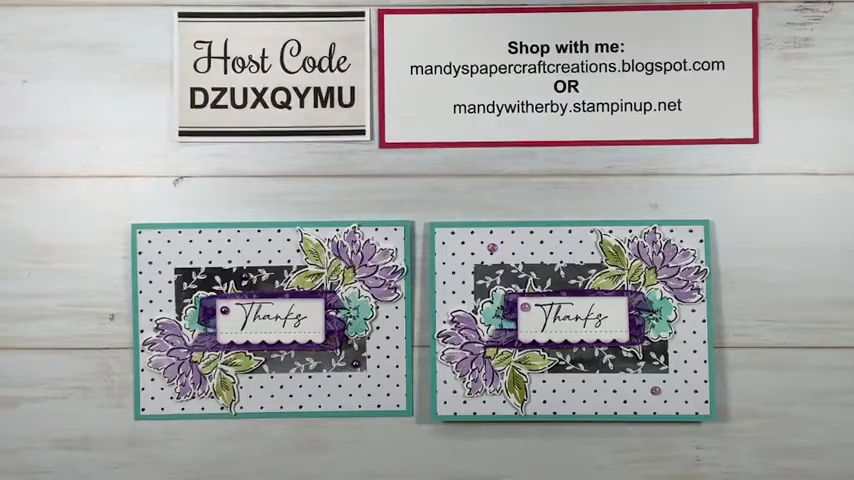 Host Code
DZUXQYMU
Shop with me:
mandyspapercraftcreations.blogspot.com
OR
mandywitherby.stampinup.net
Thanks
Thanks